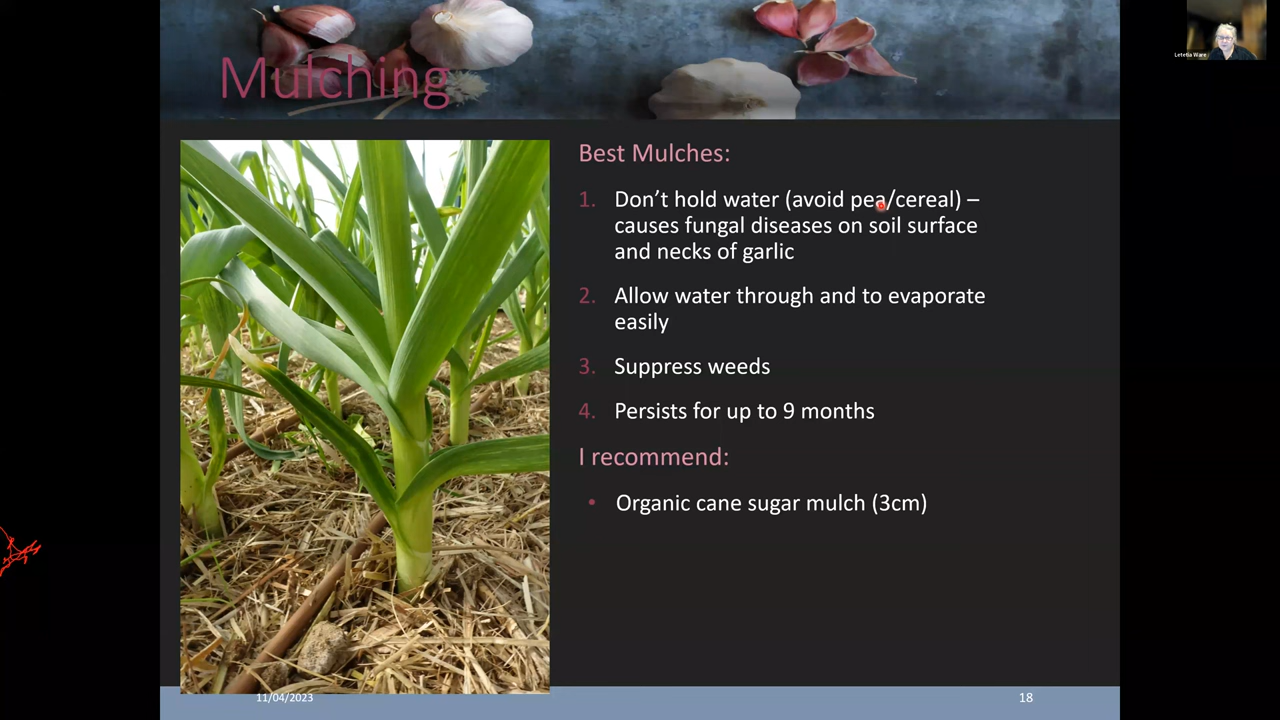 Mulching
Letetia Ware
Best Mulches:
1. Don’t hold water (avoid pea/cereal) –
causes fungal diseases on soil surface
and necks of garlic
2. Allow water through and to evaporate
easily
3. Suppress weeds
4. Persists for up to 9 months
I recommend:
• Organic cane sugar mulch (3cm)
11/04/2023
18